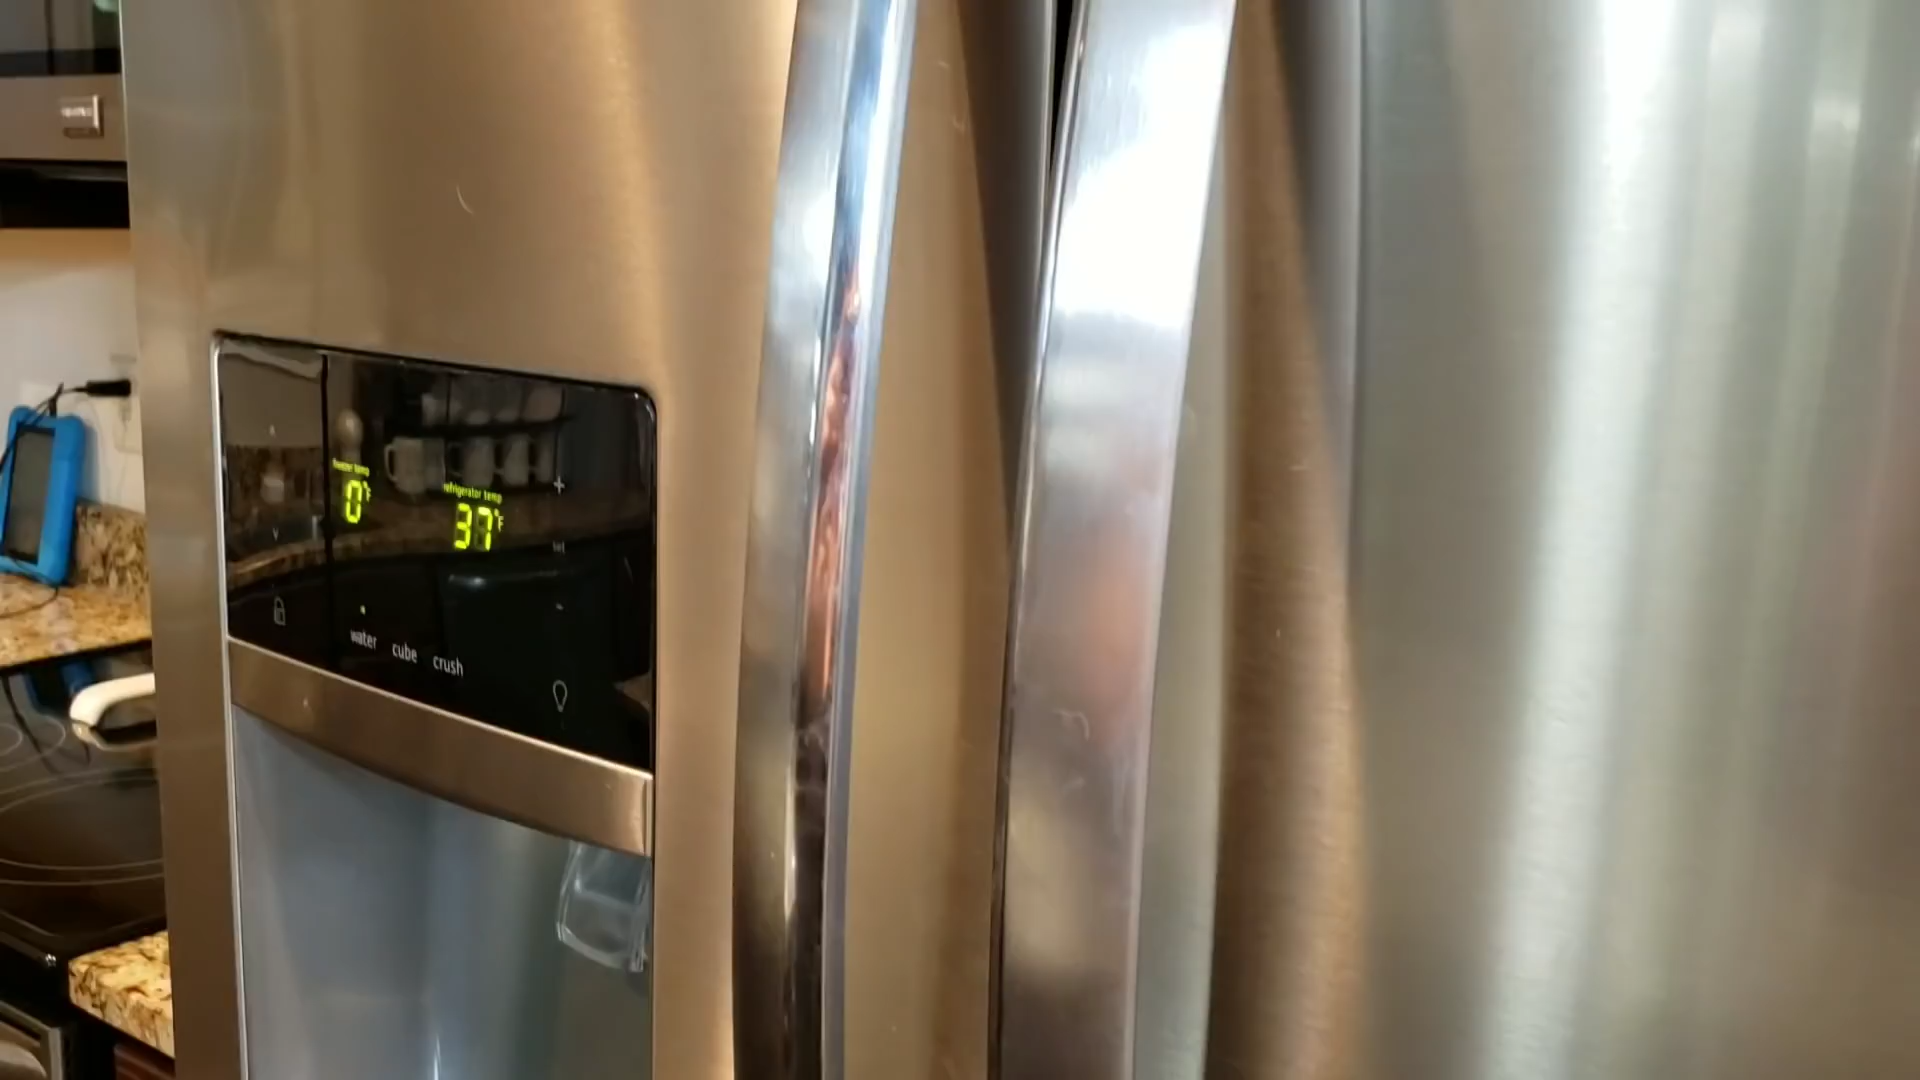 freezer temp
0°F
refrigerator temp
37°F
+
water cube crush